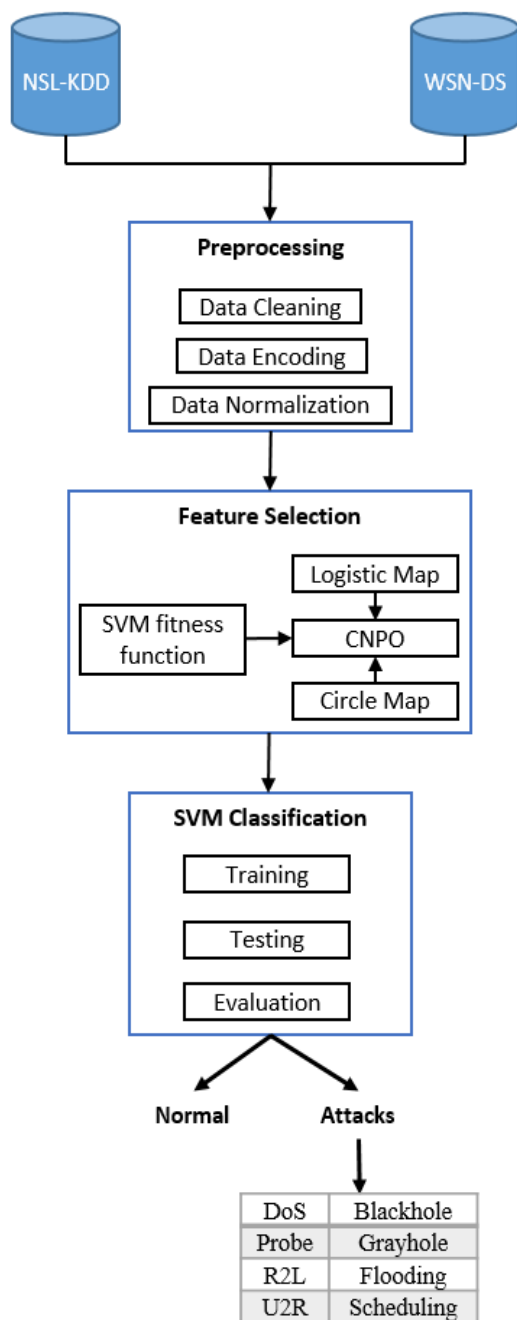 NSL-KDD
WSN-DS
Preprocessing
Data Cleaning
Data Encoding
Data Normalization
Feature Selection
Logistic Map
SVM fitness
function
CNPO
Circle Map
SVM Classification
Training
Testing
Evaluation
Normal
Attacks
DoS Blackhole
Probe Grayhole
R2L Flooding
U2R Scheduling